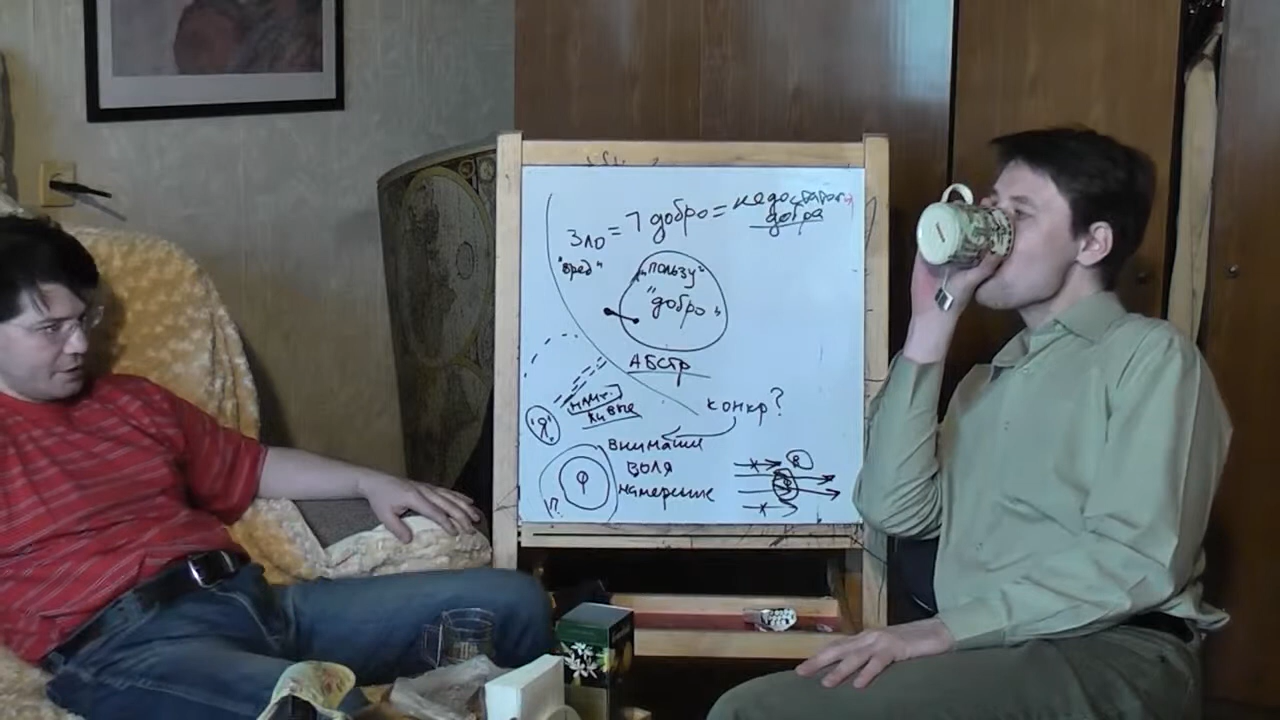 Зло = ㄱ добро = недостаток добра
"вред"
"пользу"
"добро"
АБСТР
конкр?
"Я"
внимание
воля
намерение